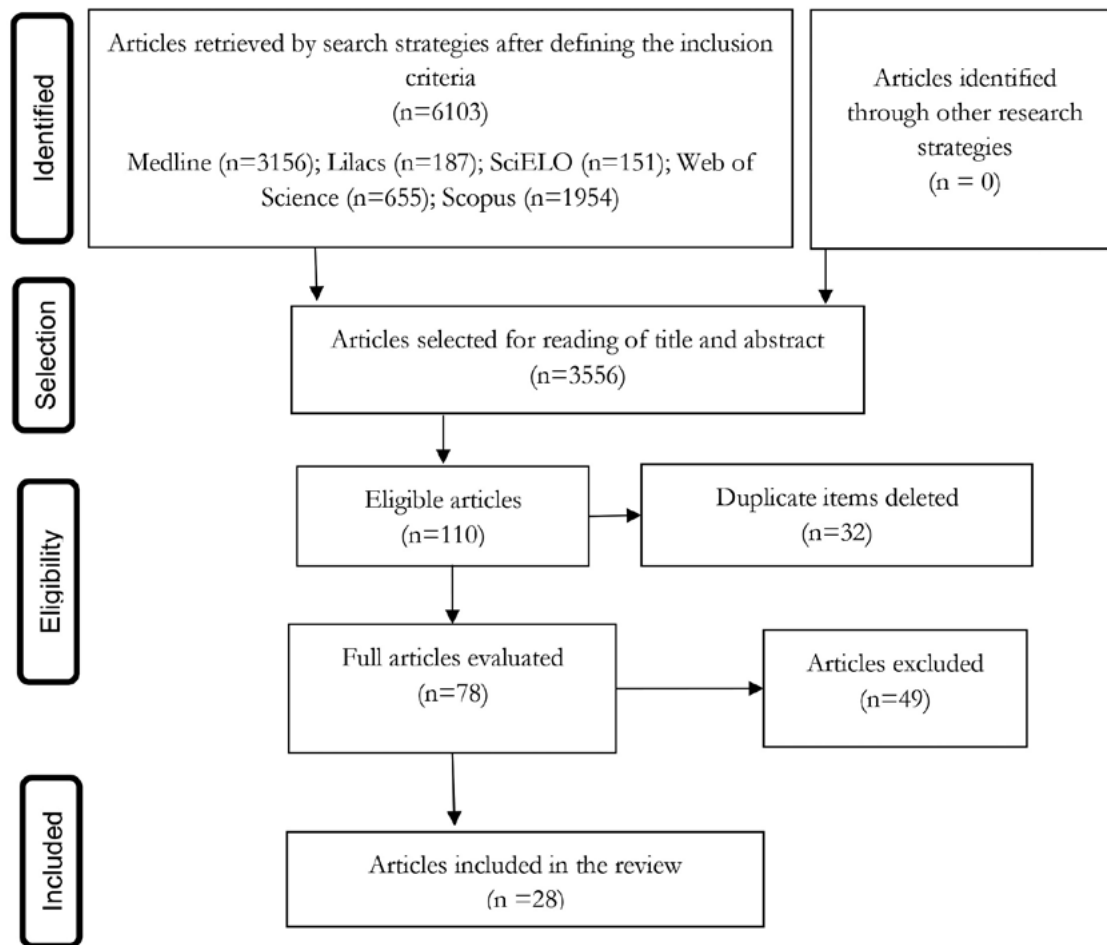 Identified
Articles retrieved by search strategies after defining the inclusion
criteria
(n=6103)
Medline (n=3156); Lilacs (n=187); SciELO (n=151); Web of
Science (n=655); Scopus (n=1954)
Articles identified
through other research
strategies
(n = 0)
Selection
Articles selected for reading of title and abstract
(n=3556)
Eligibility
Eligible articles
(n=110)
Duplicate items deleted
(n=32)
Full articles evaluated
(n=78)
Articles excluded
(n=49)
Included
Articles included in the review
(n =28)